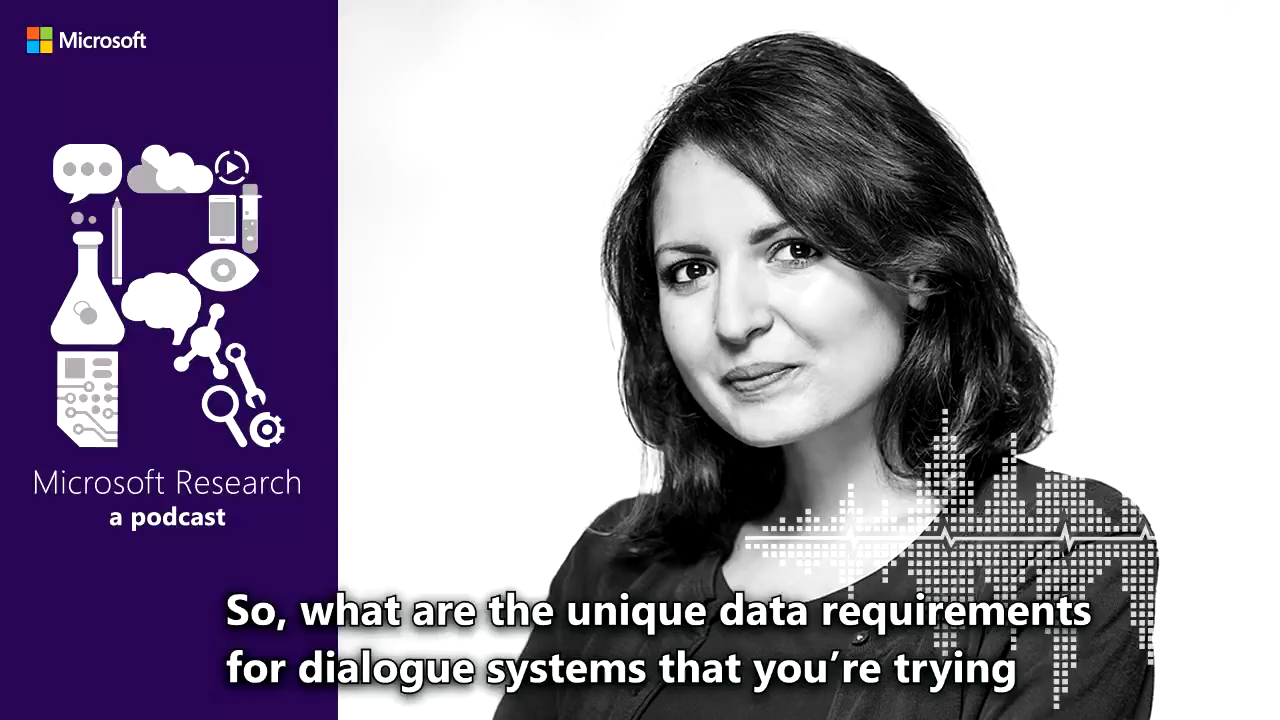 Microsoft
Microsoft Research
a podcast
So, what are the unique data requirements
for dialogue systems that you’re trying